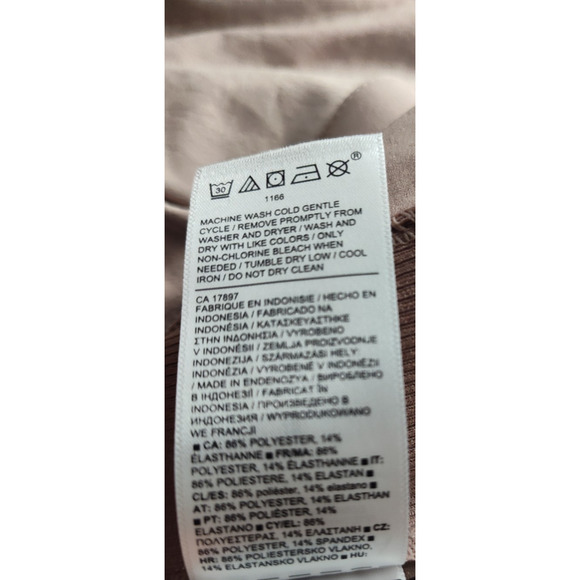 30 ®
1166
MACHINE WASH COLD GENTLE
CYCLE / REMOVE PROMPTLY FROM
WASHER AND DRYER / WASH AND
DRY WITH LIKE COLORS / ONLY
NON-CHLORINE BLEACH WHEN
NEEDED / TUMBLE DRY LOW / COOL
IRON / DO NOT DRY CLEAN
CA 17897
FABRIQUE EN INDONISIE / HECHO EN
INDONESIA / FABRICADO NA
INDONESIA / ΚΑΤΑΣΚΕΥΑΣΤΗΚΕ
ΣΤΗΝ ΙΝΔΟΝΗΣΙΑ / VYROBENO
V INDONÉSII / ZEMLJA PROIZVODNJE
INDONEZIJA / SZÁRMAZÁSI HELY:
INDONÉZIA / VYROBENÉ V INDONÉZII
/ MADE IN ENDENOZYA / ВИРОБЛЕНО
В ІНДОНЕЗІЇ / FABRICAT ÎN
INDONESIA / ПРОИЗВЕДЕНО В
ИНДОНЕЗИЯ / WYPRODUKOWANO
WE FRANCJI
■ CA: 86% POLYESTER, 14%
ÉLASTHANNE ■ FR/MA: 86%
POLYESTER, 14% ÉLASTHANNE ■ IT:
86% POLIESTERE, 14% ELASTAN ■
CL/ES: 86% poliéster, 14% elastano ■
AT: 86% POLYESTER, 14% ELASTHAN
■ PT: 86% POLIÉSTER, 14%
ELASTANO ■ CY/EL: 86%
ΠΟΛΥΕΣΤΕΡΑΣ, 14% ΕΛΑΣΤΑΝΗ ■ CZ:
86% POLYESTER, 14% SPANDEX ■
HR: 86% POLIESTERSKO VLAKNO,
14% ELASTANSKO VLAKNO ■ HU: